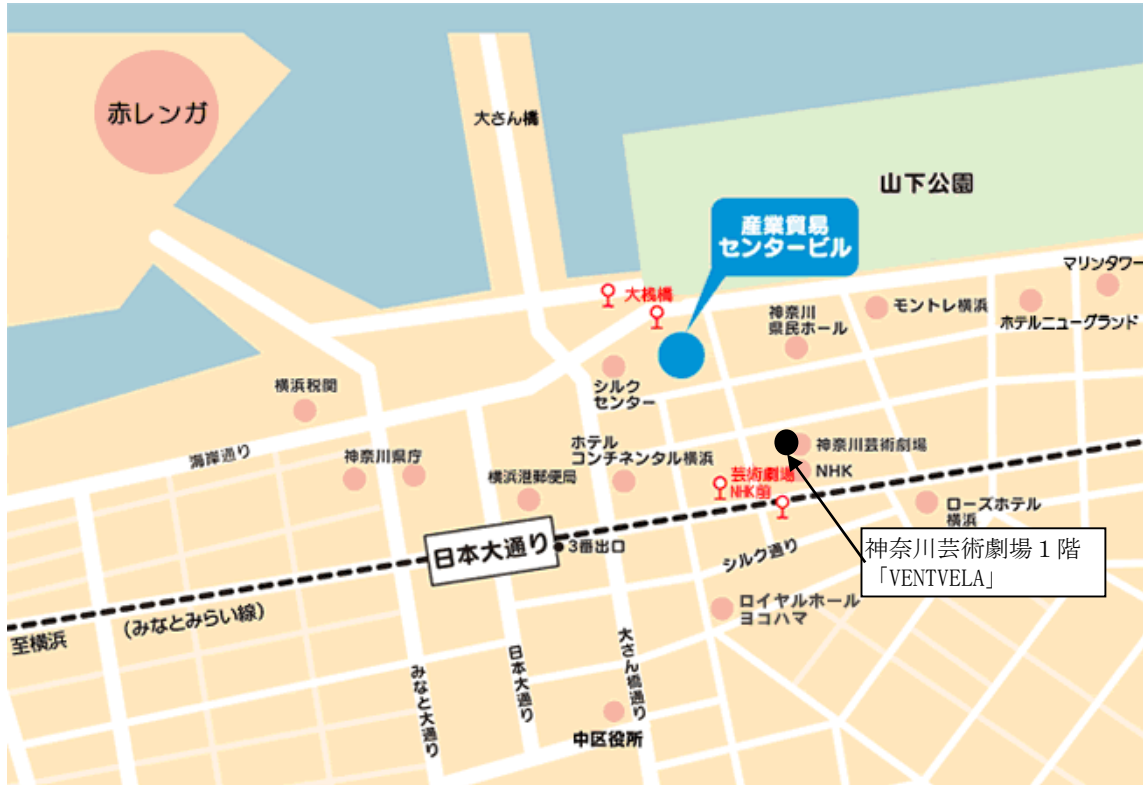 赤レンガ
大さん橋
山下公園
産業貿易
センタービル
マリンタワー
大桟橋
神奈川
県民ホール
モントレ横浜
ホテルニューグランド
シルク
センター
横浜税関
海岸通り
神奈川県庁
横浜港郵便局
ホテル
コンチネンタル横浜
芸術劇場
NHK前
神奈川芸術劇場
NHK
ローズホテル
横浜
日本大通り
3番出口
シルク通り
神奈川芸術劇場1階
「VENTVELA」
ロイヤルホール
ヨコハマ
(みなとみらい線)
至横浜
みなと大通り
日本大通り
大さん橋通り
中区役所